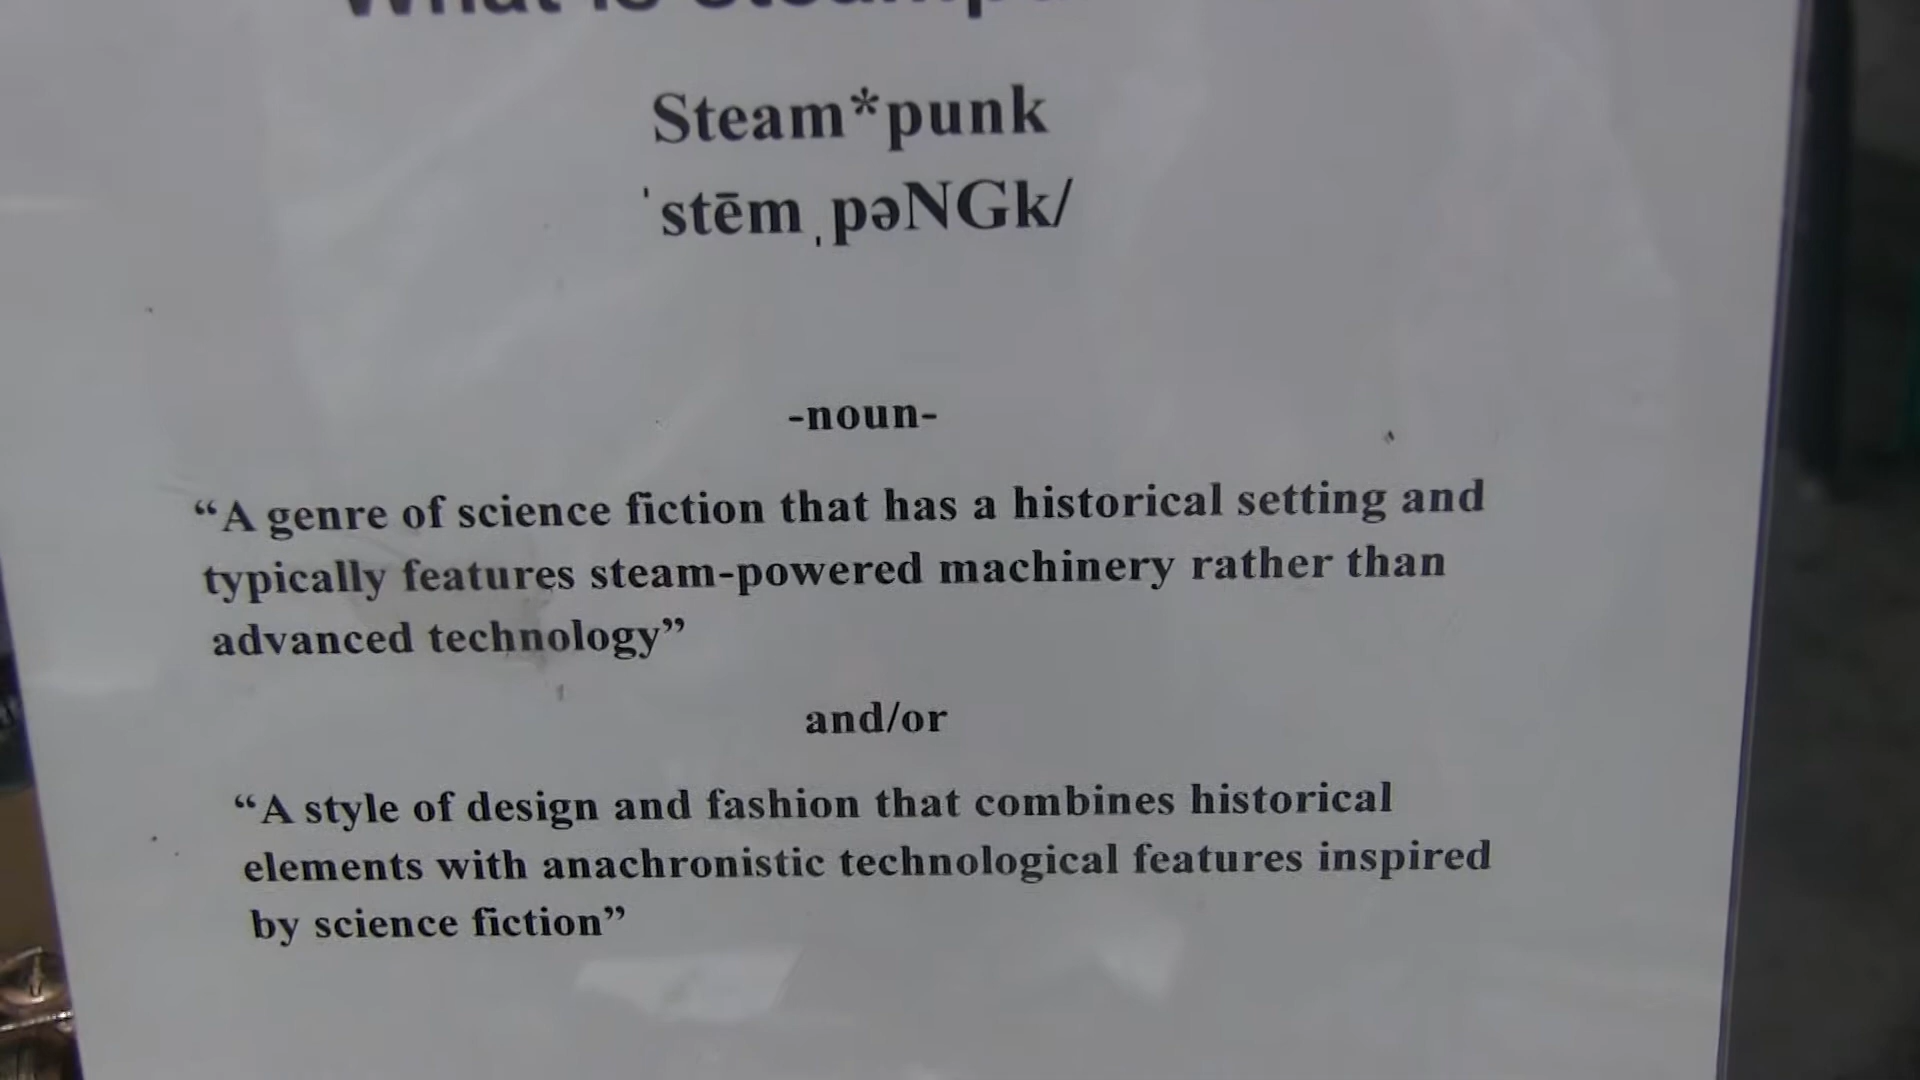 What is
Steam*punk
ˈstēmˌpəNGk/
-noun-
“A genre of science fiction that has a historical setting and
typically features steam-powered machinery rather than
advanced technology”
and/or
“A style of design and fashion that combines historical
elements with anachronistic technological features inspired
by science fiction”